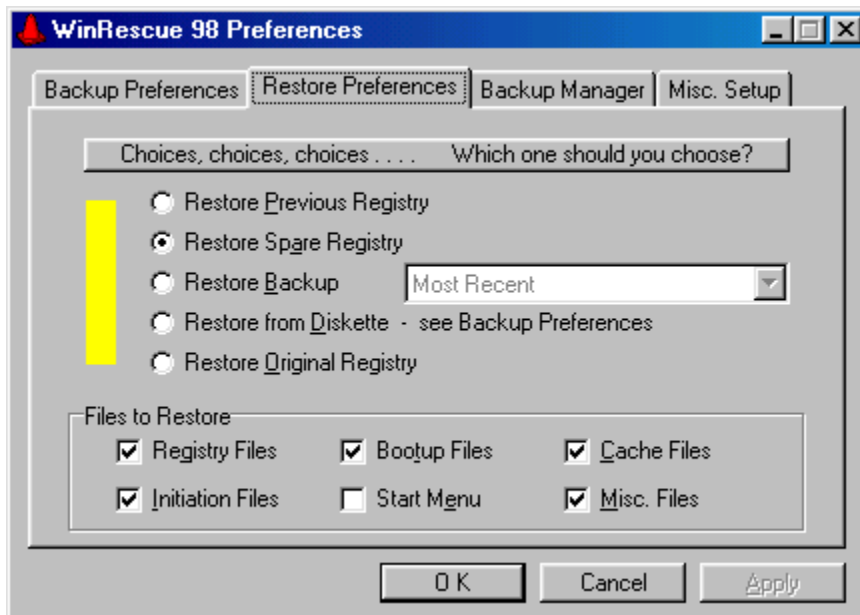 WinRescue 98 Preferences
Backup Preferences Restore Preferences Backup Manager Misc. Setup
Choices, choices, choices . . . . Which one should you choose?
Restore Previous Registry
Restore Spare Registry
Restore Backup Most Recent
Restore from Diskette - see Backup Preferences
Restore Original Registry
Files to Restore
Registry Files Bootup Files Cache Files
Initiation Files Start Menu Misc. Files
O K Cancel Apply